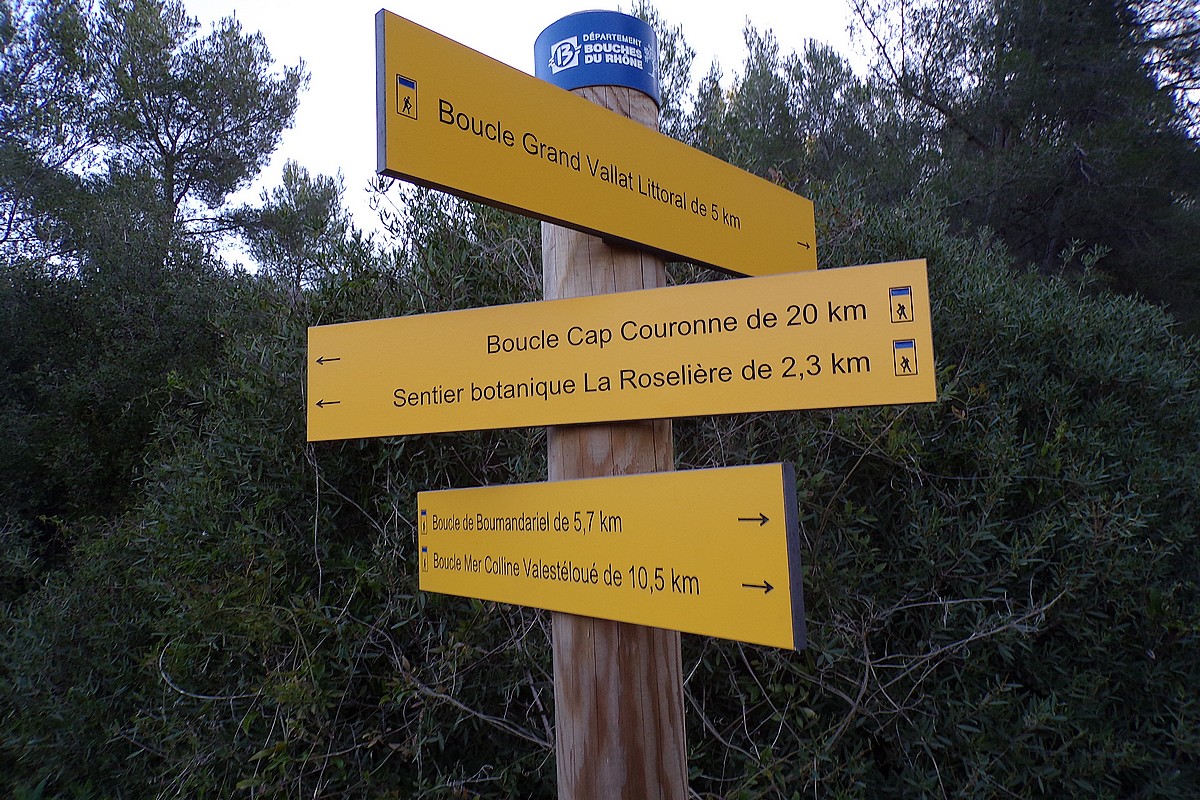 DÉPARTEMENT
BOUCHES
DU RHÔNE
Boucle Grand Vallat Littoral de 5 km →
Boucle Cap Couronne de 20 km
←
Sentier botanique La Roselière de 2,3 km
←
Boucle de Boumandariel de 5,7 km →
Boucle Mer Colline Valestéloué de 10,5 km →